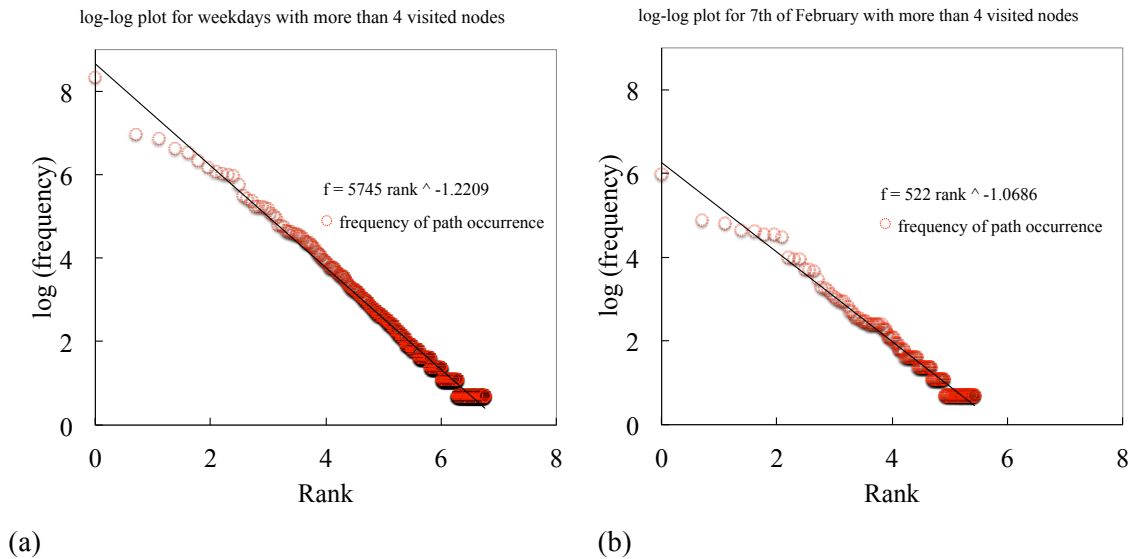 log-log plot for weekdays with more than 4 visited nodes
8
6
4
2
0
log (frequency)
f = 5745 rank ^ -1.2209
frequency of path occurrence
0 2 4 6 8
Rank
(a)
log-log plot for 7th of February with more than 4 visited nodes
8
6
4
2
0
log (frequency)
f = 522 rank ^ -1.0686
frequency of path occurrence
0 2 4 6 8
Rank
(b)